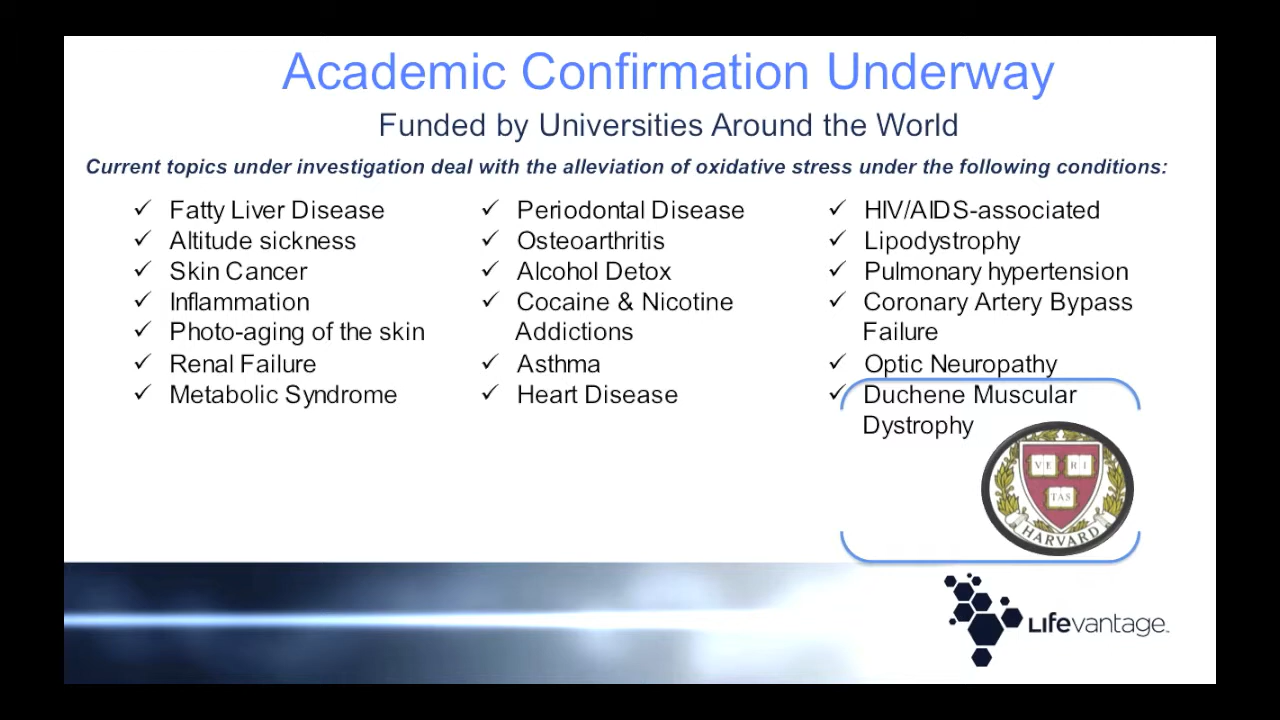 Academic Confirmation Underway
Funded by Universities Around the World
Current topics under investigation deal with the alleviation of oxidative stress under the following conditions:
✓ Fatty Liver Disease
✓ Altitude sickness
✓ Skin Cancer
✓ Inflammation
✓ Photo-aging of the skin
✓ Renal Failure
✓ Metabolic Syndrome
✓ Periodontal Disease
✓ Osteoarthritis
✓ Alcohol Detox
✓ Cocaine & Nicotine
Addictions
✓ Asthma
✓ Heart Disease
✓ HIV/AIDS-associated
✓ Lipodystrophy
✓ Pulmonary hypertension
✓ Coronary Artery Bypass
Failure
✓ Optic Neuropathy
✓ Duchene Muscular
Dystrophy
VE RI
TAS
HARVARD
LIFEvantage™